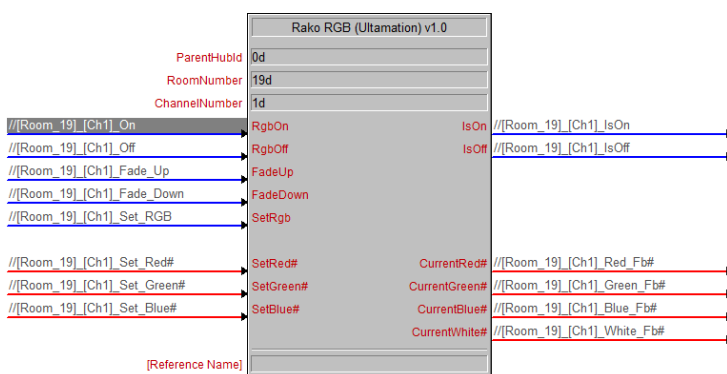 Rako RGB (Ultamation) v1.0
ParentHubId 0d
RoomNumber 19d
ChannelNumber 1d
//[Room_19]_[Ch1]_On RgbOn IsOn //[Room_19]_[Ch1]_IsOn
//[Room_19]_[Ch1]_Off RgbOff IsOff //[Room_19]_[Ch1]_IsOff
//[Room_19]_[Ch1]_Fade_Up FadeUp
//[Room_19]_[Ch1]_Fade_Down FadeDown
//[Room_19]_[Ch1]_Set_RGB SetRgb
//[Room_19]_[Ch1]_Set_Red# SetRed# CurrentRed# //[Room_19]_[Ch1]_Red_Fb#
//[Room_19]_[Ch1]_Set_Green# SetGreen# CurrentGreen# //[Room_19]_[Ch1]_Green_Fb#
//[Room_19]_[Ch1]_Set_Blue# SetBlue# CurrentBlue# //[Room_19]_[Ch1]_Blue_Fb#
CurrentWhite# //[Room_19]_[Ch1]_White_Fb#
[Reference Name]